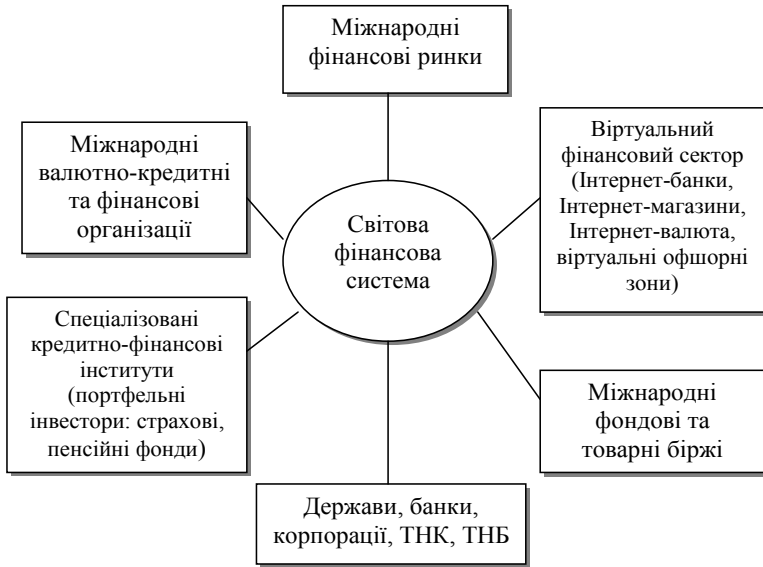 Міжнародні
фінансові ринки
Міжнародні
валютно-кредитні
та фінансові
організації
Віртуальний
фінансовий сектор
(Інтернет-банки,
Інтернет-магазини,
Інтернет-валюта,
віртуальні офшорні
зони)
Світова
фінансова
система
Спеціалізовані
кредитно-фінансові
інститути
(портфельні
інвестори: страхові,
пенсійні фонди)
Міжнародні
фондові та
товарні біржі
Держави, банки,
корпорації, ТНК, ТНБ